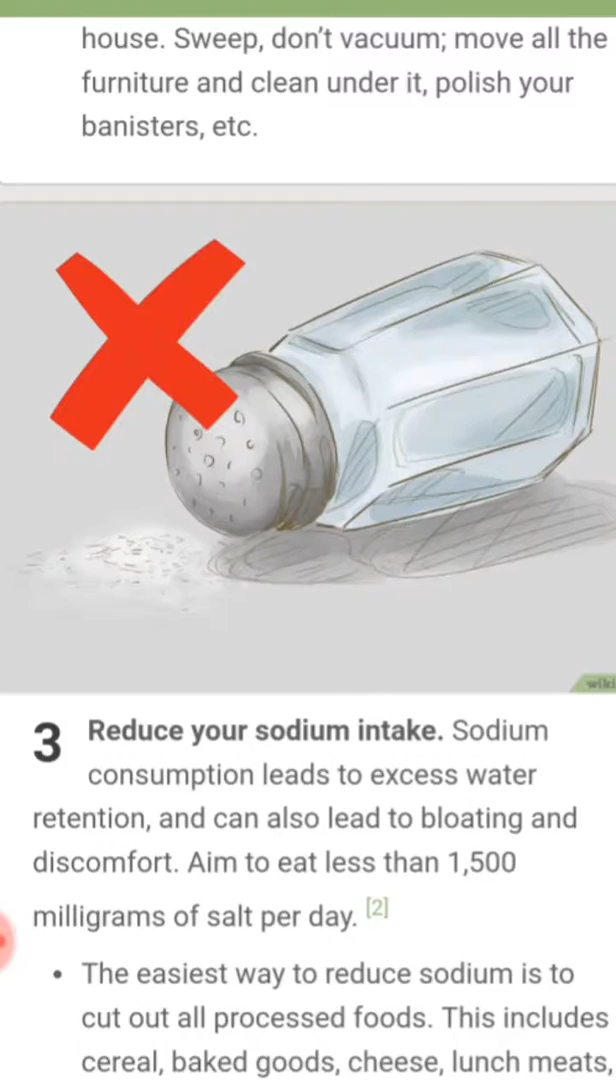 house. Sweep, don't vacuum; move all the
furniture and clean under it, polish your
banisters, etc.
wiki
3 Reduce your sodium intake. Sodium
consumption leads to excess water
retention, and can also lead to bloating and
discomfort. Aim to eat less than 1,500
milligrams of salt per day. [2]
• The easiest way to reduce sodium is to
cut out all processed foods. This includes
cereal, baked goods, cheese, lunch meats,